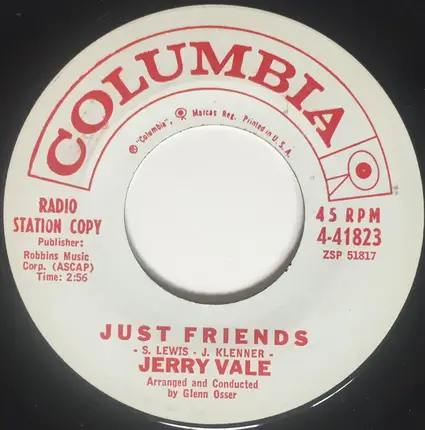 COLUMBIA
® "Columbia", Marcas Reg. Printed in U.S.A.
RADIO
STATION COPY
Publisher:
Robbins Music
Corp. (ASCAP)
Time: 2:56
45 RPM
4-41823
ZSP 51817
JUST FRIENDS
- S. LEWIS - J. KLENNER -
JERRY VALE
Arranged and Conducted
by Glenn Osser